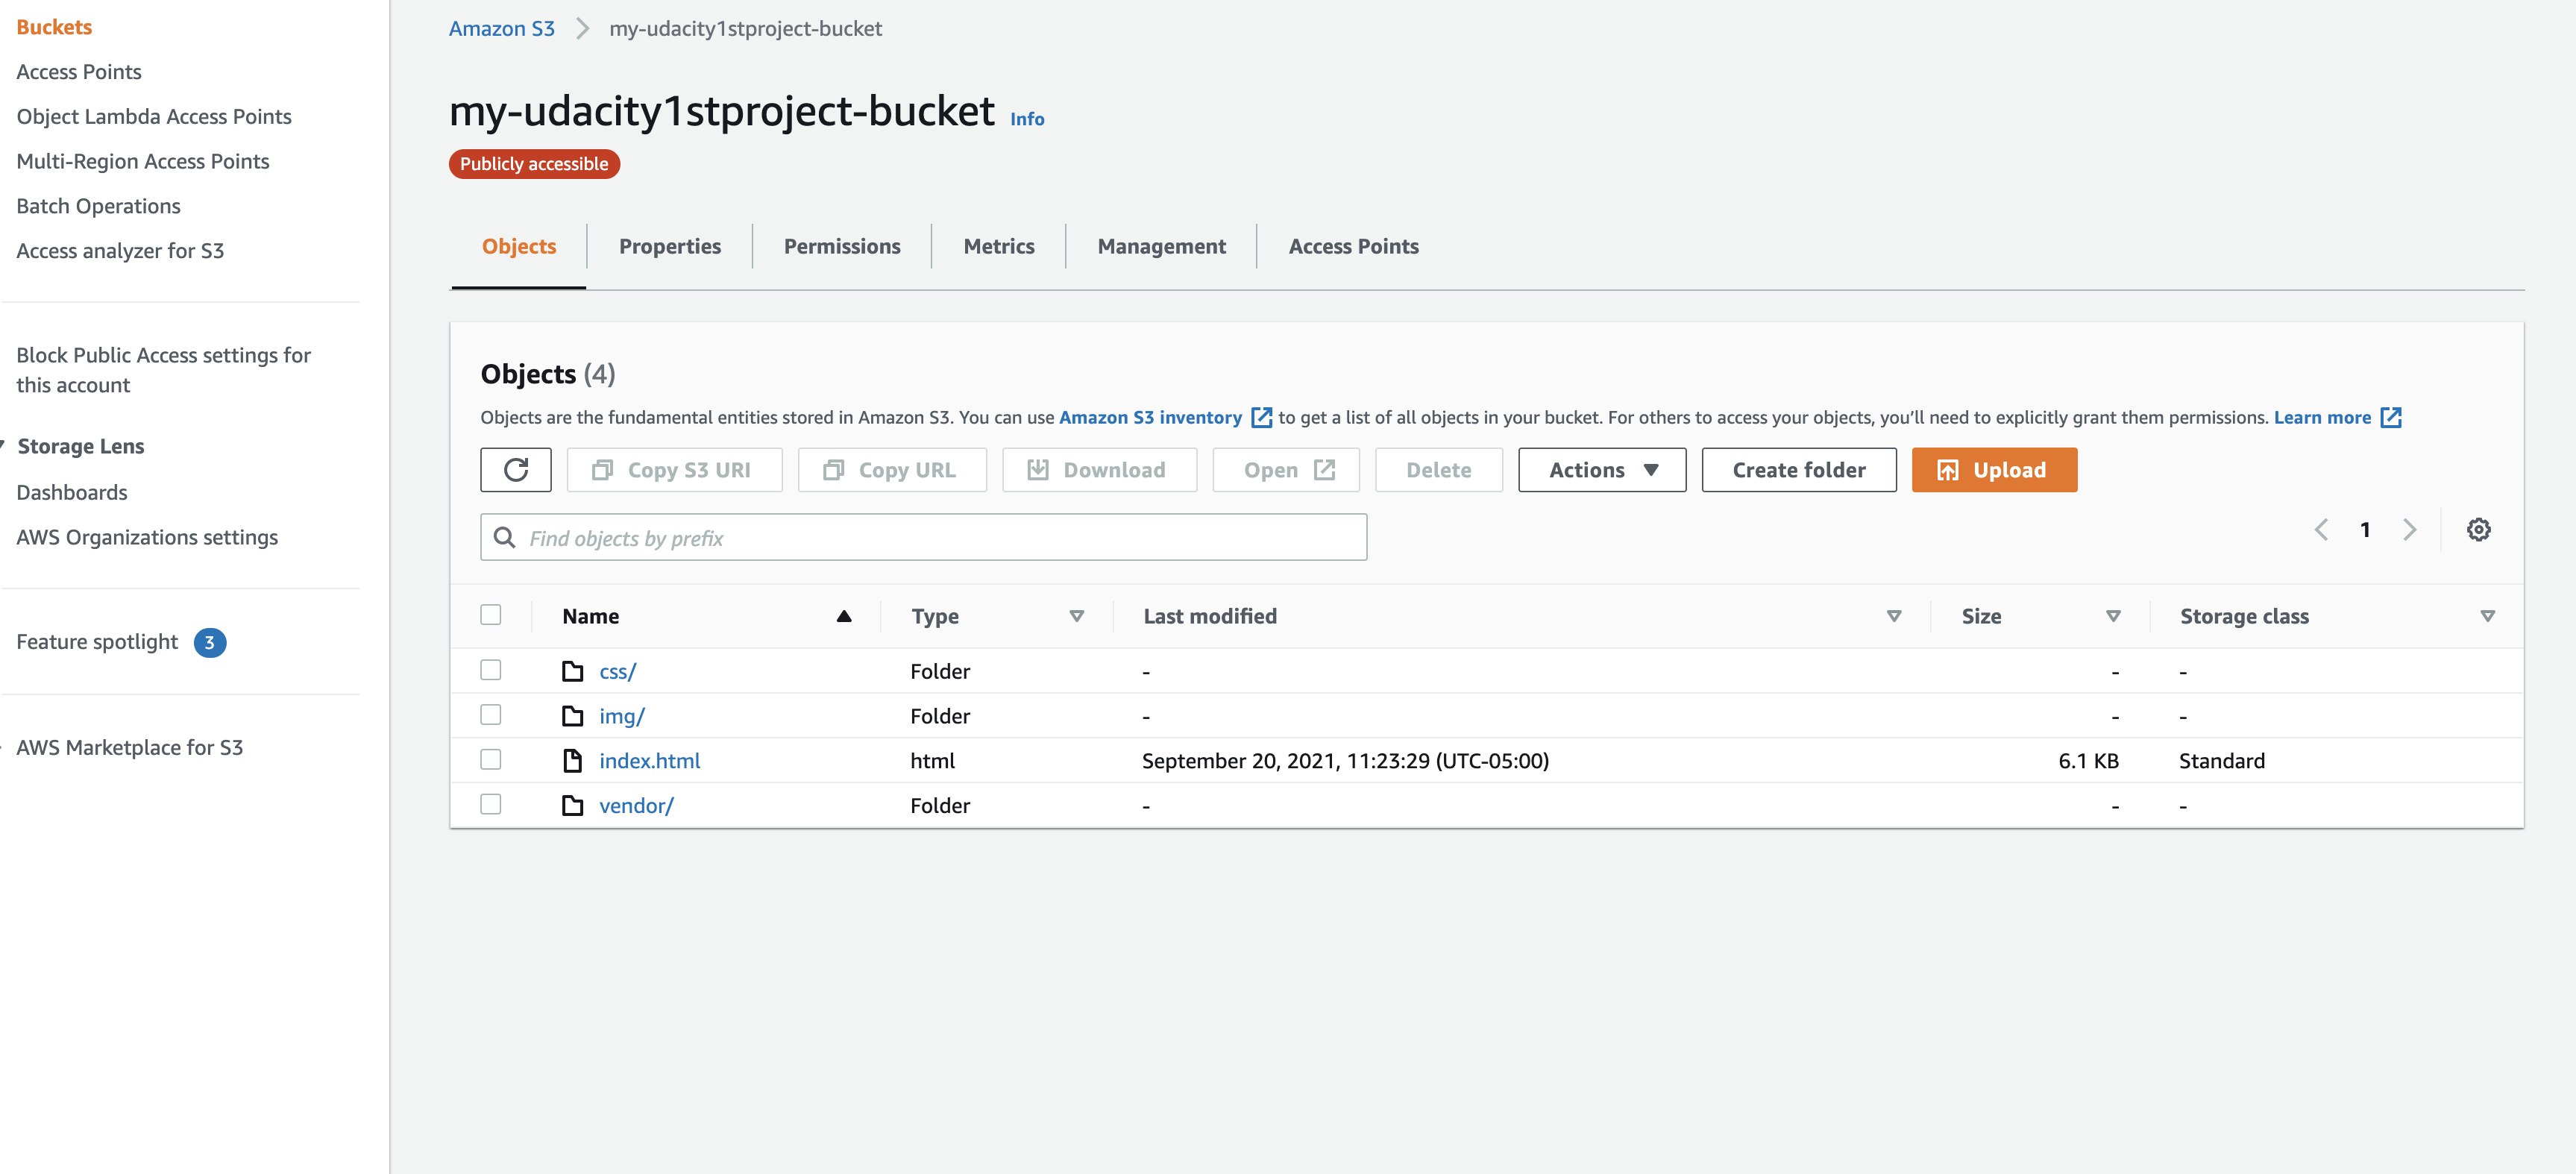 Buckets
Access Points
Object Lambda Access Points
Multi-Region Access Points
Batch Operations
Access analyzer for S3
Block Public Access settings for
this account
Storage Lens
Dashboards
AWS Organizations settings
Feature spotlight 3
AWS Marketplace for S3
Amazon S3 my-udacity1stproject-bucket
my-udacity1stproject-bucket Info
Publicly accessible
Objects Properties Permissions Metrics Management Access Points
Objects (4)
Objects are the fundamental entities stored in Amazon S3. You can use Amazon S3 inventory to get a list of all objects in your bucket. For others to access your objects, you’ll need to explicitly grant them permissions. Learn more
Copy S3 URI Copy URL Download Open Delete Actions Create folder Upload
Find objects by prefix 1
Name Type Last modified Size Storage class
css/ Folder - - -
img/ Folder - - -
index.html html September 20, 2021, 11:23:29 (UTC-05:00) 6.1 KB Standard
vendor/ Folder - - -